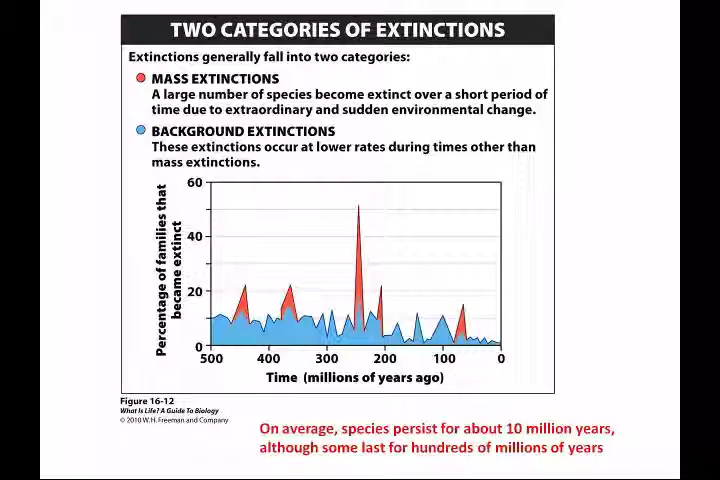 TWO CATEGORIES OF EXTINCTIONS
Extinctions generally fall into two categories:
MASS EXTINCTIONS
A large number of species become extinct over a short period of
time due to extraordinary and sudden environmental change.
BACKGROUND EXTINCTIONS
These extinctions occur at lower rates during times other than
mass extinctions.
Percentage of families that
became extinct
60
40
20
0
500 400 300 200 100 0
Time (millions of years ago)
Figure 16-12
What Is Life? A Guide To Biology
© 2010 W. H. Freeman and Company
On average, species persist for about 10 million years,
although some last for hundreds of millions of years